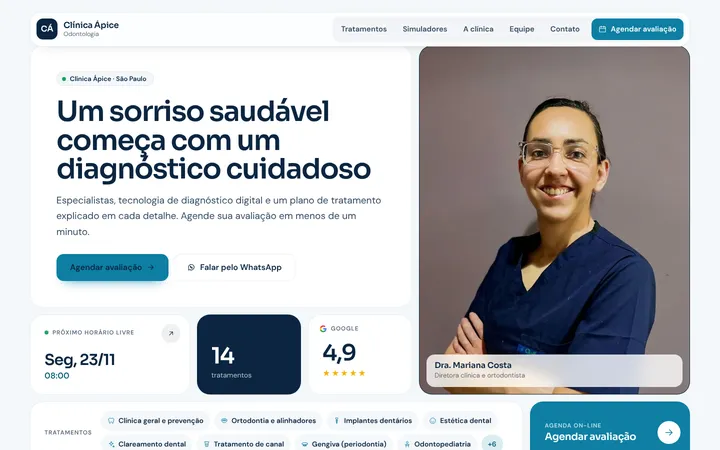 CÁ
Clínica Ápice
Odontologia
Tratamentos
Simuladores
A clínica
Equipe
Contato
Agendar avaliação
Clínica Ápice · São Paulo
Um sorriso saudável
começa com um
diagnóstico cuidadoso
Especialistas, tecnologia de diagnóstico digital e um plano de tratamento
explicado em cada detalhe. Agende sua avaliação em menos de um
minuto.
Agendar avaliação →
Falar pelo WhatsApp
Dra. Mariana Costa
Diretora clínica e ortodontista
PRÓXIMO HORÁRIO LIVRE
Seg, 23/11
08:00
14
tratamentos
GOOGLE
4,9
★★★★★
TRATAMENTOS
Clínica geral e prevenção
Ortodontia e alinhadores
Implantes dentários
Estética dental
Clareamento dental
Tratamento de canal
Gengiva (periodontia)
Odontopediatria
+6
AGENDA ON-LINE
Agendar avaliação